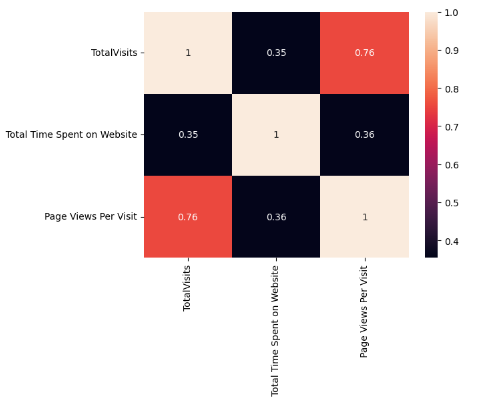 TotalVisits 1 0.35 0.76
Total Time Spent on Website 0.35 1 0.36
Page Views Per Visit 0.76 0.36 1
TotalVisits
Total Time Spent on Website
Page Views Per Visit
1.0
0.9
0.8
0.7
0.6
0.5
0.4